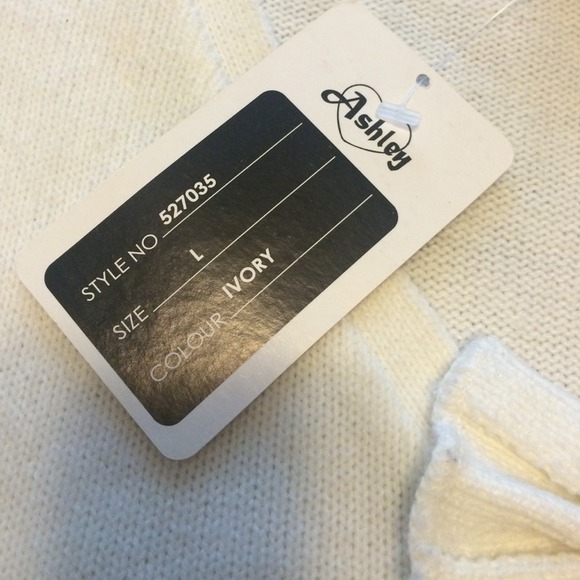 Ashley
STYLE NO 527035
SIZE L
COLOUR IVORY